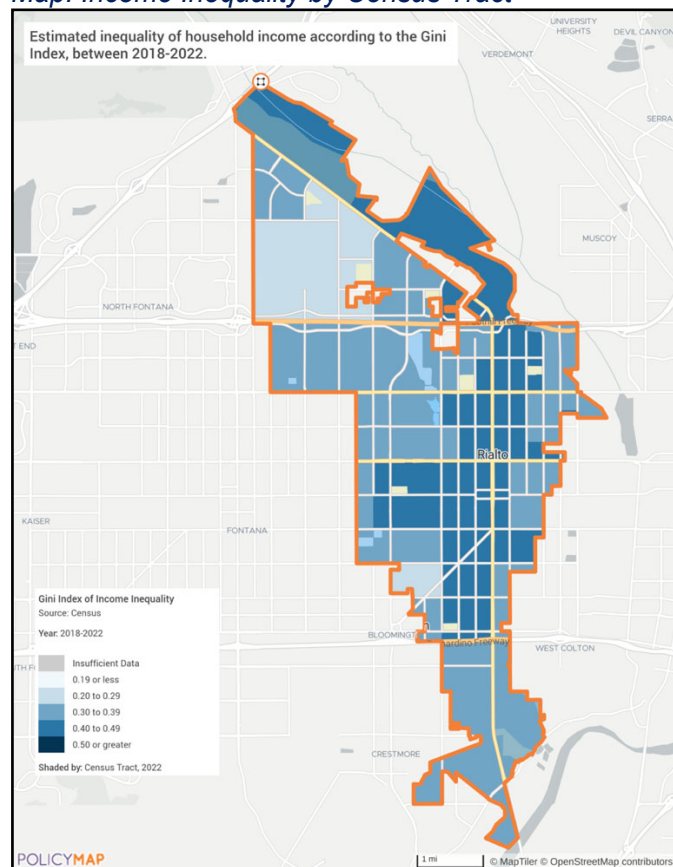 Map: Income Inequality by Census Tract
Estimated inequality of household income according to the Gini
Index, between 2018-2022.
UNIVERSITY
HEIGHTS
DEVIL CANYON
VERDEMONT
SERRA
MUSCOY
NORTH FONTANA
T END
Rialto
KAISER
FONTANA
BLOOMINGT
n
nardino Freeway
WEST COLTON
CRESTMORE
Gini Index of Income Inequality
Source: Census
Year: 2018-2022
Insufficient Data
0.19 or less
0.20 to 0.29
0.30 to 0.39
0.40 to 0.49
0.50 or greater
Shaded by: Census Tract, 2022
POLICYMAP
1 mi
© MapTiler © OpenStreetMap contributors